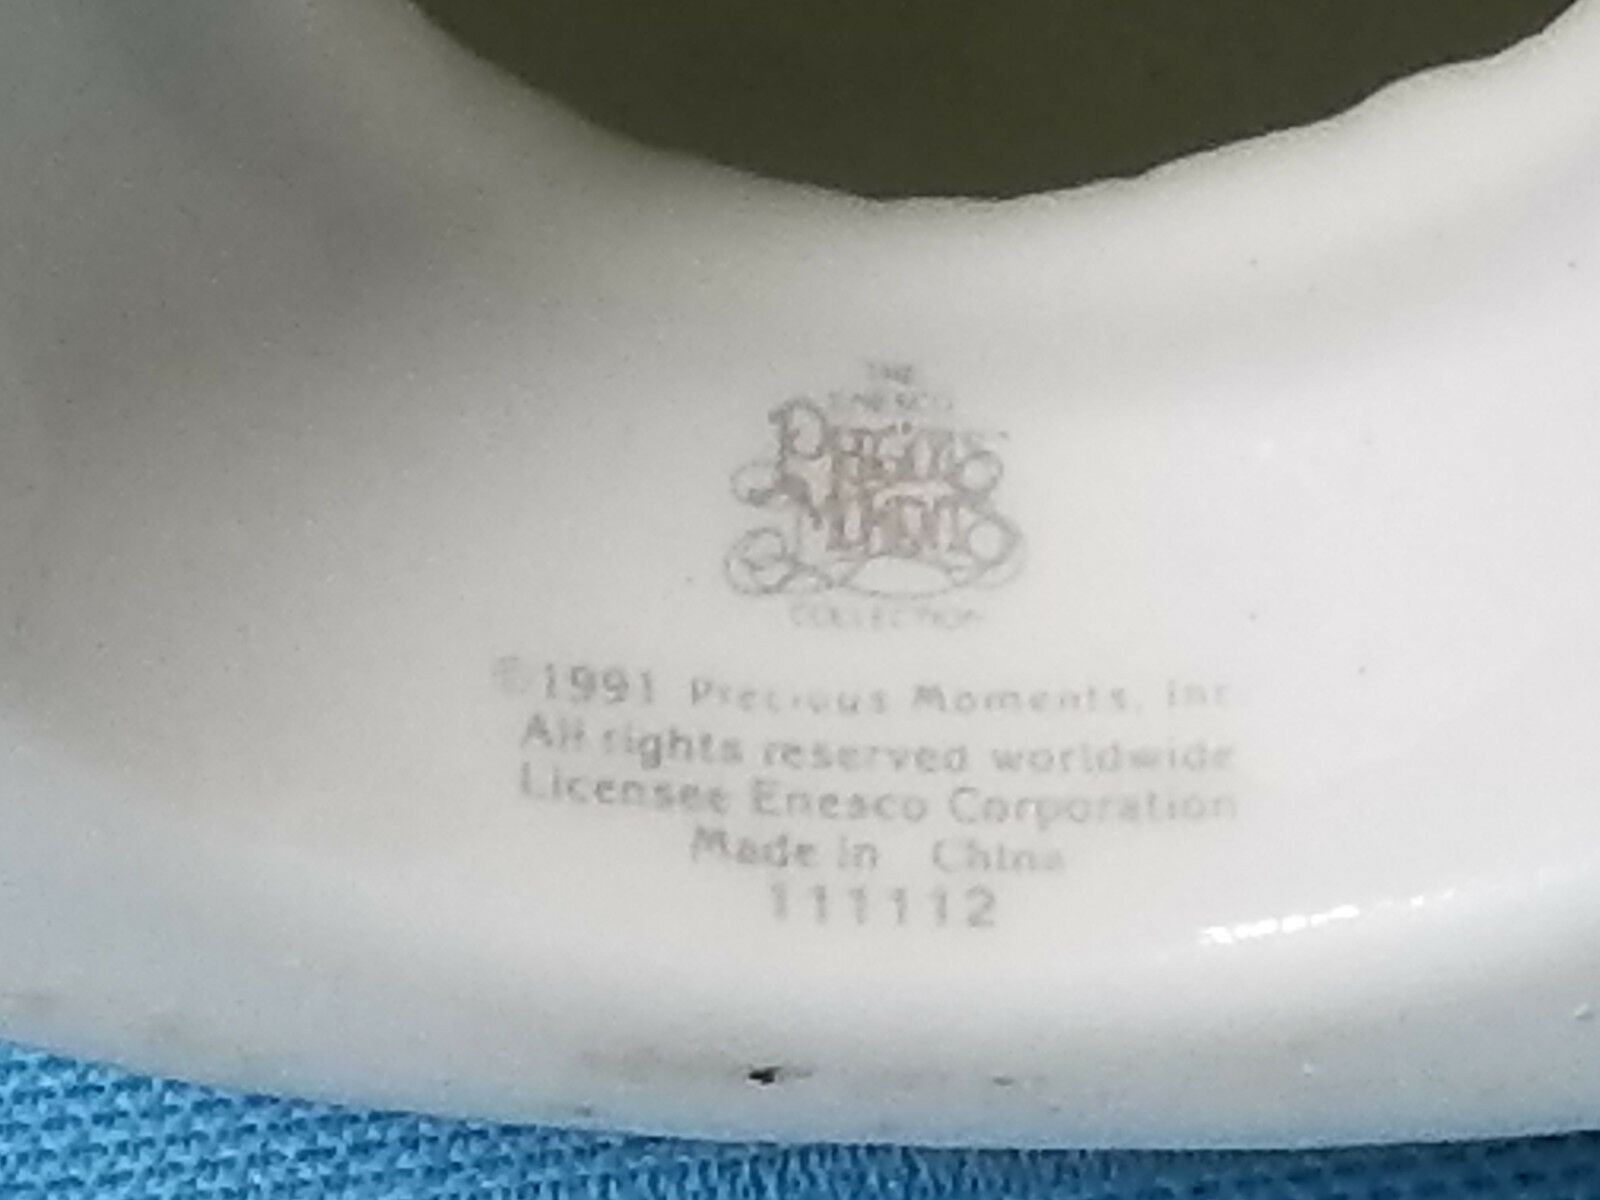 THE
ENESCO
PRECIOUS
MOMENTS
COLLECTION
©1991 Precious Moments, Inc.
All rights reserved worldwide
Licensee Enesco Corporation
Made in China
111112